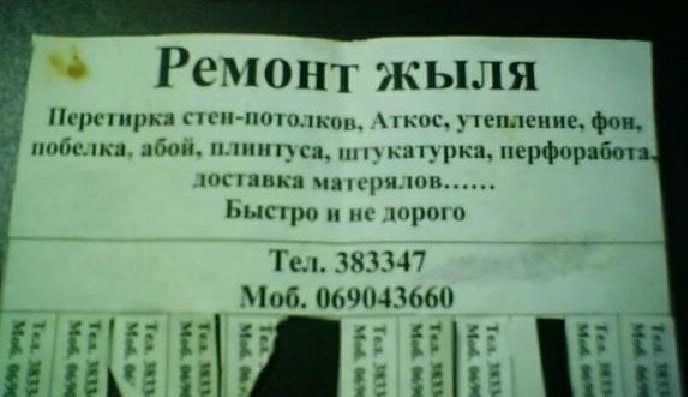 Ремонт жыля
Перетирка стен-потолков, Аткос, утепление, фон,
побелка, абой, плинтуса, штукатурка, перфоработа,
доставка матерялов......
Быстро и не дорого
Тел. 383347
Моб. 069043660